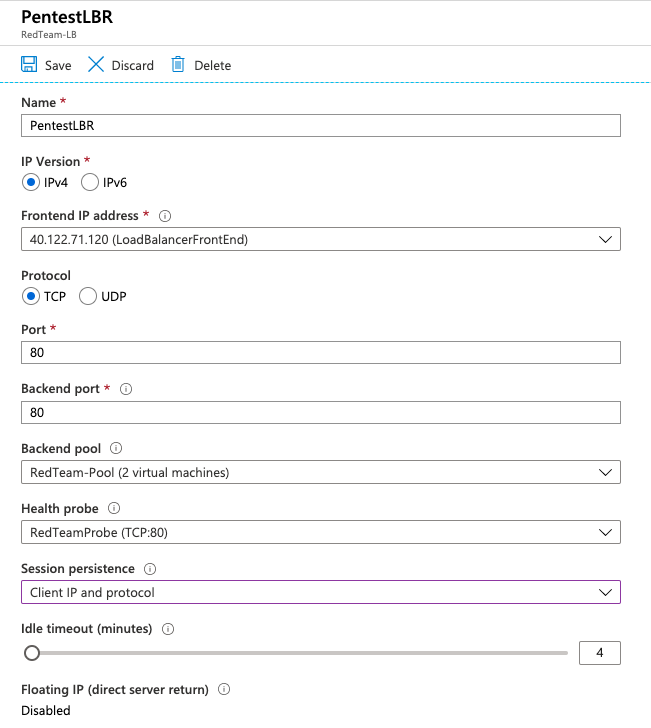 PentestLBR
RedTeam-LB
Save Discard Delete
Name *
PentestLBR
IP Version *
IPv4 IPv6
Frontend IP address *
40.122.71.120 (LoadBalancerFrontEnd)
Protocol
TCP UDP
Port *
80
Backend port *
80
Backend pool
RedTeam-Pool (2 virtual machines)
Health probe
RedTeamProbe (TCP:80)
Session persistence
Client IP and protocol
Idle timeout (minutes)
4
Floating IP (direct server return)
Disabled